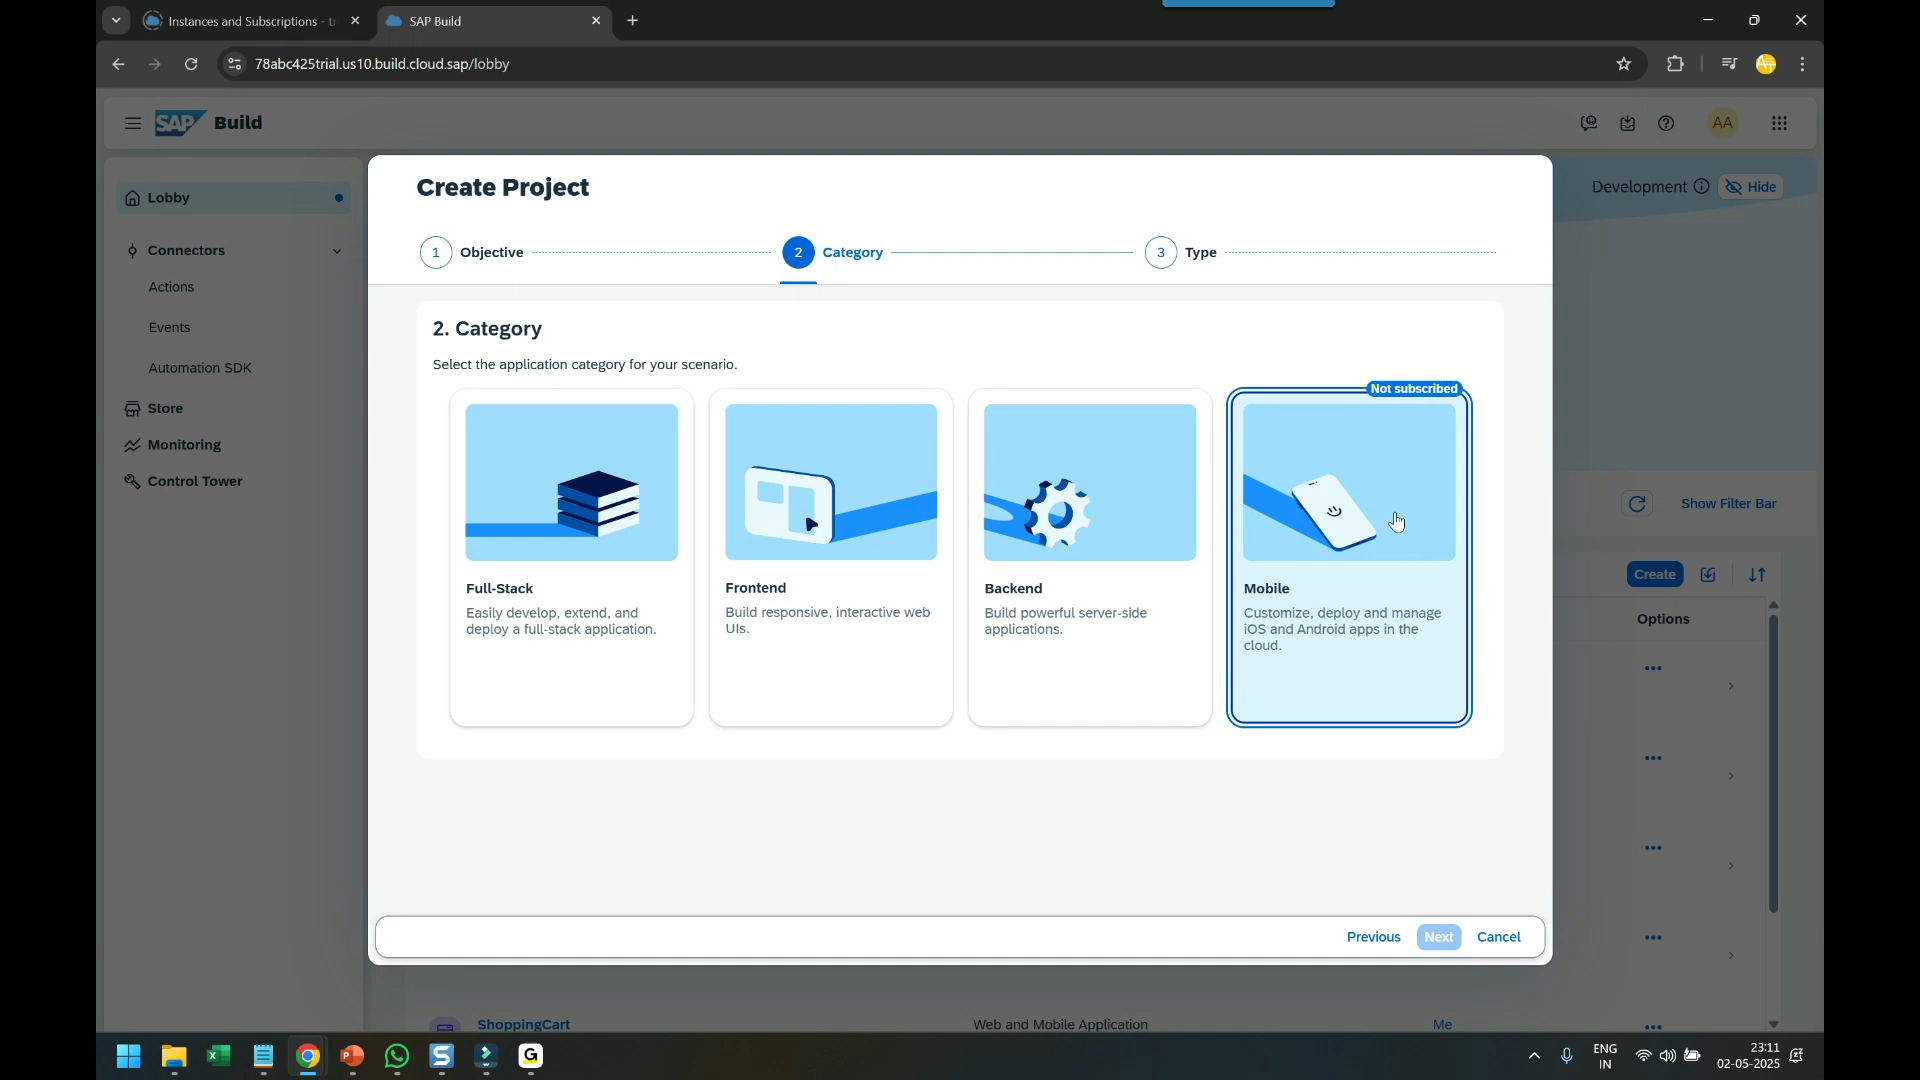 Instances and Subscriptions - tr
SAP Build
78abc425trial.us10.build.cloud.sap/lobby
SAP Build
AA
Lobby
Connectors
Actions
Events
Automation SDK
Store
Monitoring
Control Tower
Development
Hide
Show Filter Bar
Create
Options
Create Project
1 Objective
2 Category
3 Type
2. Category
Select the application category for your scenario.
Full-Stack
Easily develop, extend, and
deploy a full-stack application.
Frontend
Build responsive, interactive web
UIs.
Backend
Build powerful server-side
applications.
Not subscribed
Mobile
Customize, deploy and manage
iOS and Android apps in the
cloud.
Previous
Next
Cancel
ShoppingCart
Web and Mobile Application
Me
ENG
IN
23:11
02-05-2025